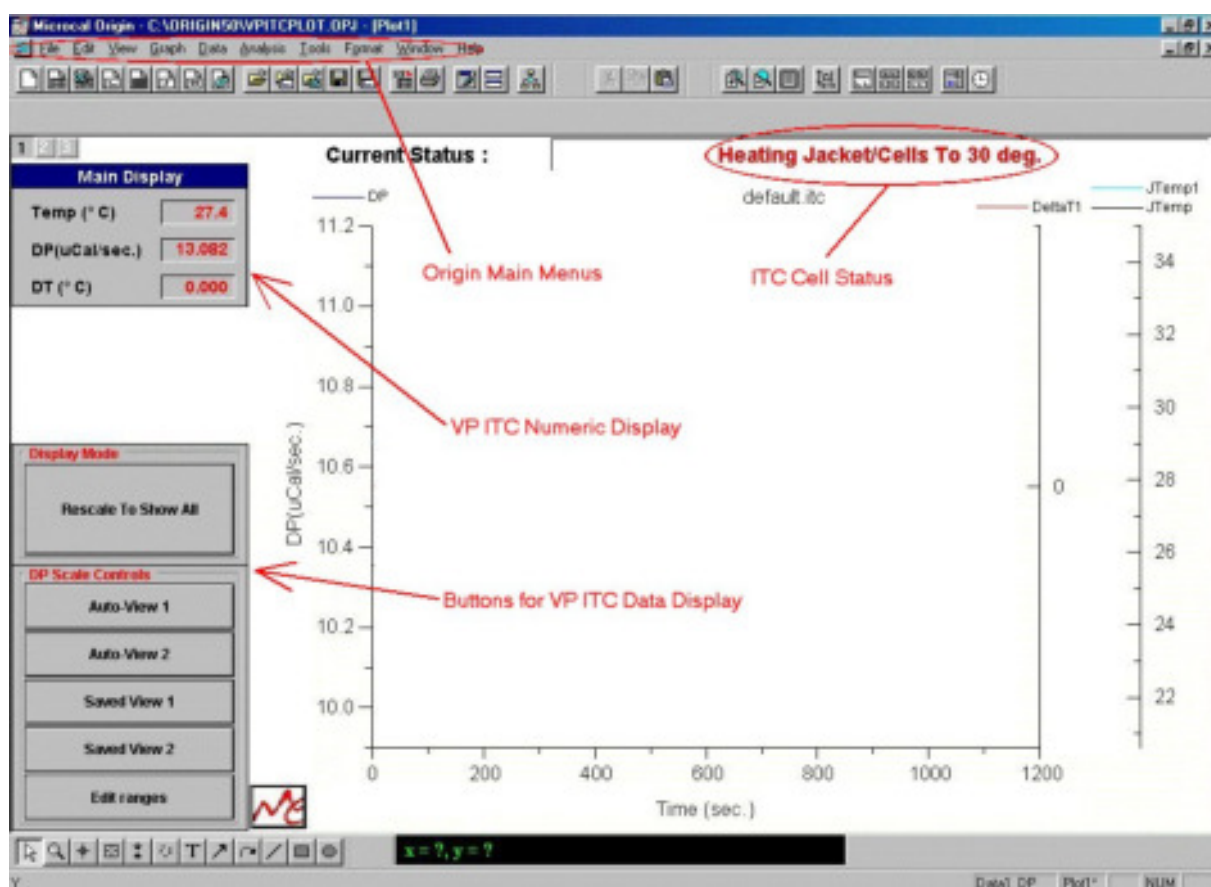 Microcal Origin - C:\ORIGIN50\VPITCPLOT.OPJ - [Plot1]
File Edit View Graph Data Analysis Tools Format Window Help
1 2 3
Current Status :
Heating Jacket/Cells To 30 deg.
Main Display
Temp (° C) 27.4
DP(uCal/sec.) 13.082
DT (° C) 0.000
DP
default.itc
JTemp1
DeltaT1
JTemp
Origin Main Menus
ITC Cell Status
VP ITC Numeric Display
Buttons for VP ITC Data Display
Display Mode
Rescale To Show All
DP Scale Controls
Auto-View 1
Auto-View 2
Saved View 1
Saved View 2
Edit ranges
DP(uCal/sec.)
11.2
11.0
10.8
10.6
10.4
10.2
10.0
0
34
32
30
28
26
24
22
0 200 400 600 800 1000 1200
Time (sec.)
T
x = ?, y = ?
Y
Data1_DP Plot1* NUM